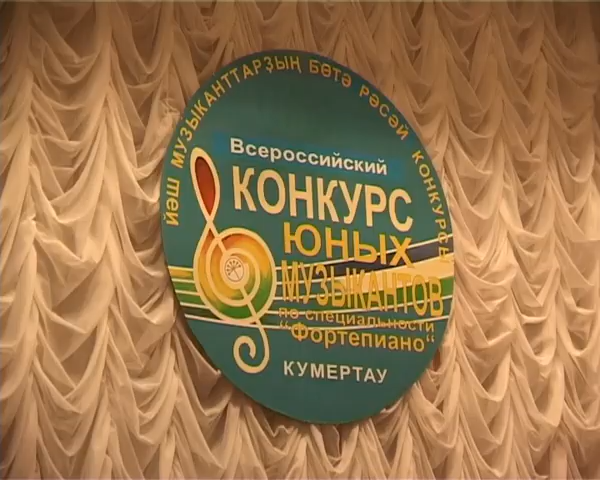 ЙӘШ МУЗЫКАНТТАРҘЫҢ БӨТӘ РӘСӘЙ КОНКУРСЫ
Всероссийский
КОНКУРС
ЮНЫХ
МУЗЫКАНТОВ
по специальности
"Фортепиано"
КУМЕРТАУ